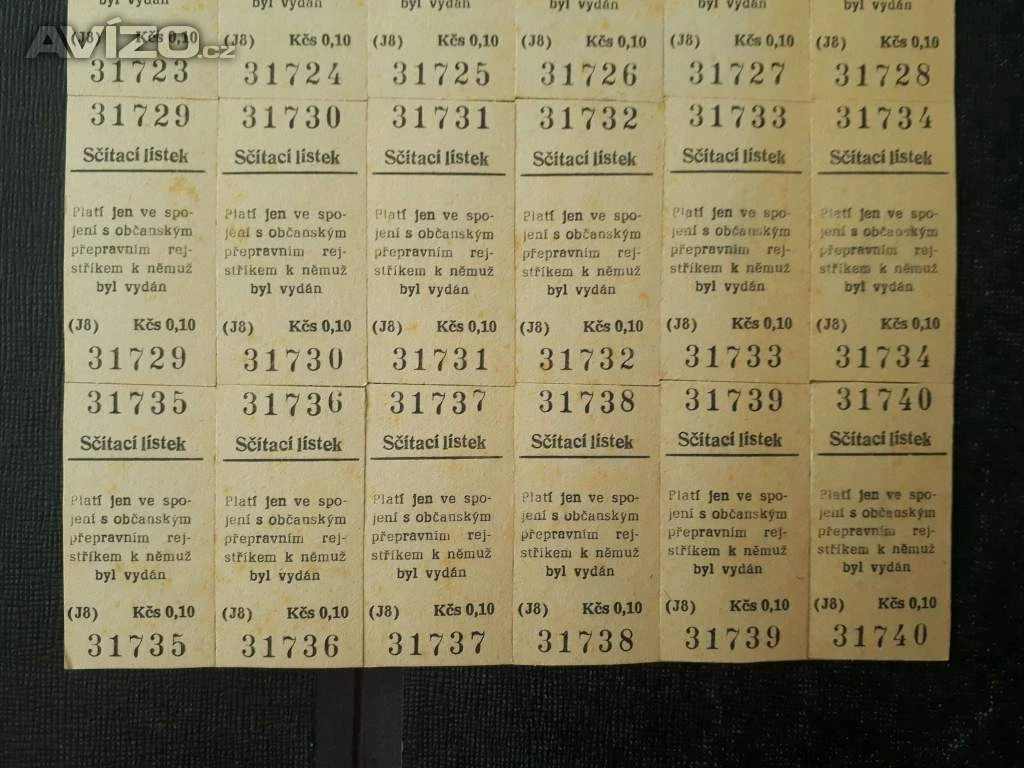 AVÍZO.cz
byl vydán byl vydán byl vydán byl vydán byl vydán byl vydán
(J8) Kčs 0,10 (J8) Kčs 0,10 (J8) Kčs 0,10 (J8) Kčs 0,10 (J8) Kčs 0,10 (J8) Kčs 0,10
31723 31724 31725 31726 31727 31728
31729 31730 31731 31732 31733 31734
Sčítací lístek Sčítací lístek Sčítací lístek Sčítací lístek Sčítací lístek Sčítací lístek
Platí jen ve spo- Platí jen ve spo- Platí jen ve spo- Platí jen ve spo- Platí jen ve spo- Platí jen ve spo-
jení s občanským jení s občanským jení s občanským jení s občanským jení s občanským jení s občanským
přepravním rej- přepravním rej- přepravním rej- přepravním rej- přepravním rej- přepravním rej-
stříkem k němuž stříkem k němuž stříkem k němuž stříkem k němuž stříkem k němuž stříkem k němuž
byl vydán byl vydán byl vydán byl vydán byl vydán byl vydán
(J8) Kčs 0,10 (J8) Kčs 0,10 (J8) Kčs 0,10 (J8) Kčs 0,10 (J8) Kčs 0,10 (J8) Kčs 0,10
31729 31730 31731 31732 31733 31734
31735 31736 31737 31738 31739 31740
Sčítací lístek Sčítací lístek Sčítací lístek Sčítací lístek Sčítací lístek Sčítací lístek
Platí jen ve spo- Platí jen ve spo- Platí jen ve spo- Platí jen ve spo- Platí jen ve spo- Platí jen ve spo-
jení s občanským jení s občanským jení s občanským jení s občanským jení s občanským jení s občanským
přepravním rej- přepravním rej- přepravním rej- přepravním rej- přepravním rej- přepravním rej-
stříkem k němuž stříkem k němuž stříkem k němuž stříkem k němuž stříkem k němuž stříkem k němuž
byl vydán byl vydán byl vydán byl vydán byl vydán byl vydán
(J8) Kčs 0,10 (J8) Kčs 0,10 (J8) Kčs 0,10 (J8) Kčs 0,10 (J8) Kčs 0,10 (J8) Kčs 0,10
31735 31736 31737 31738 31739 31740